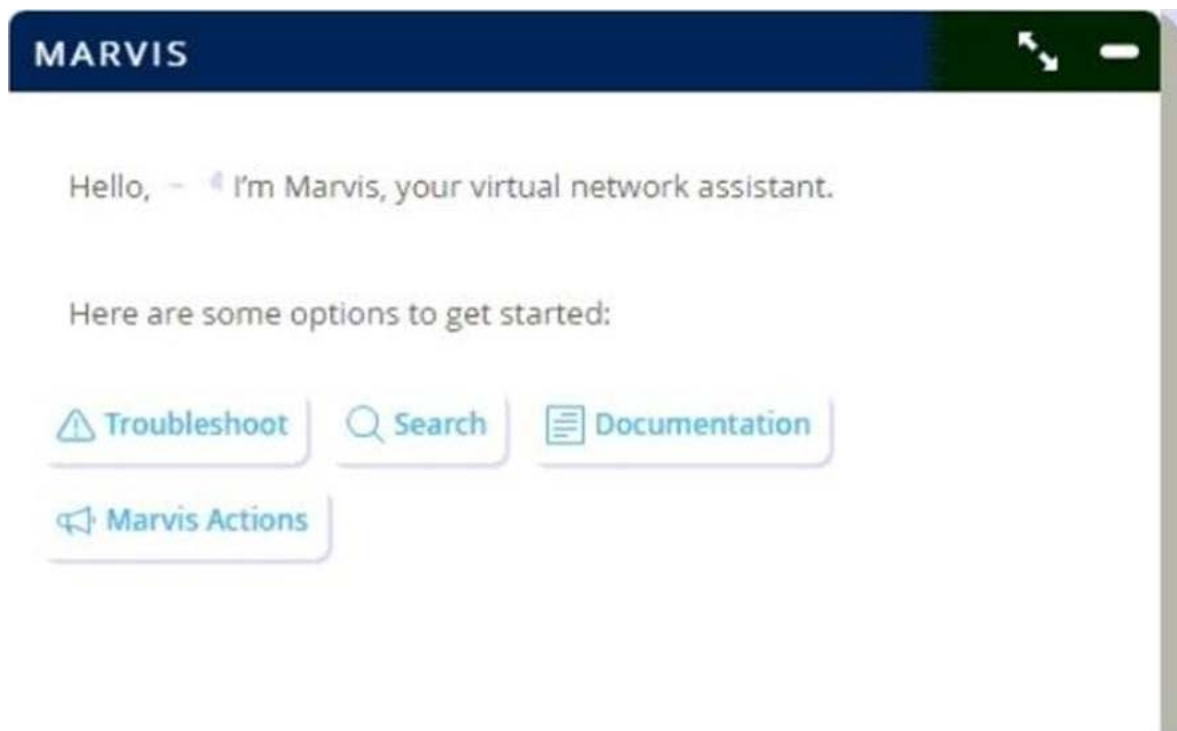 MARVIS
Hello, I'm Marvis, your virtual network assistant.
Here are some options to get started:
Troubleshoot Search Documentation
Marvis Actions